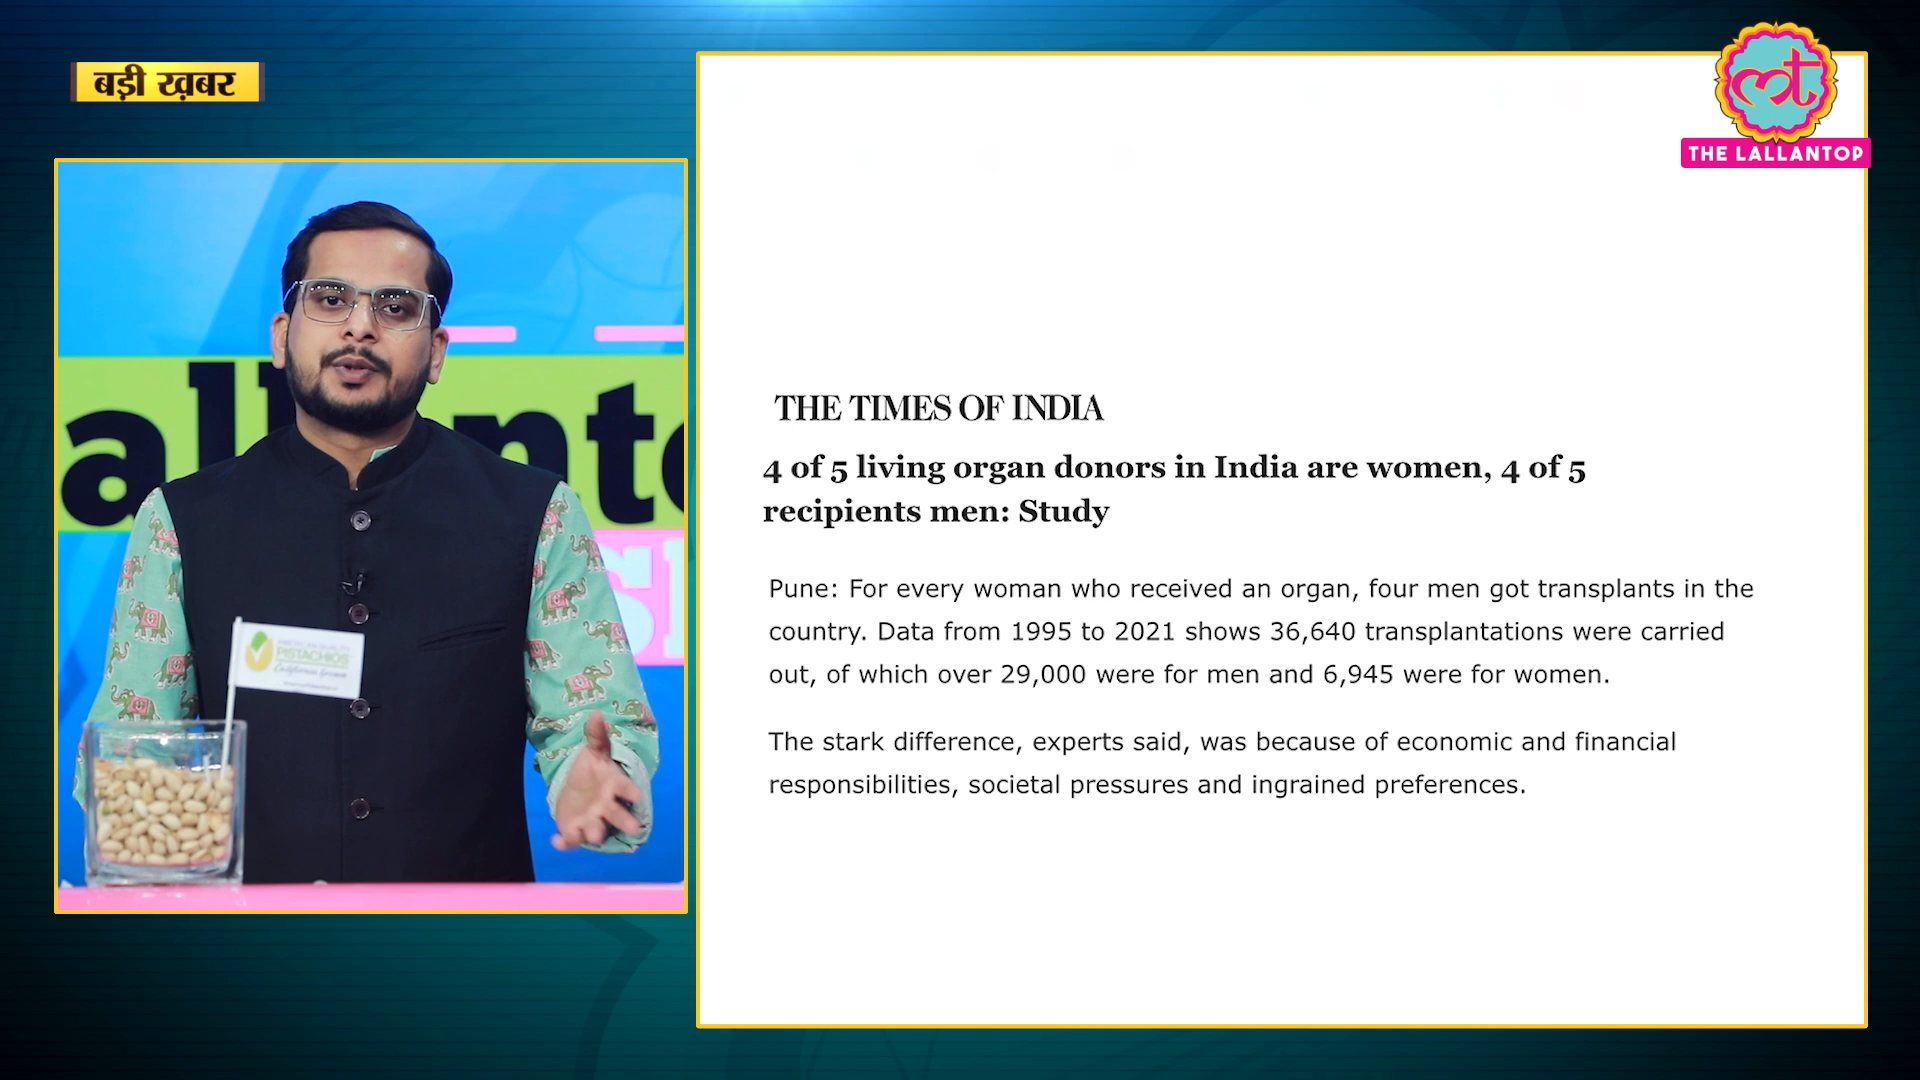 बड़ी ख़बर
THE LALLANTOP
allanto
THE TIMES OF INDIA
4 of 5 living organ donors in India are women, 4 of 5
recipients men: Study
Pune: For every woman who received an organ, four men got transplants in the
country. Data from 1995 to 2021 shows 36,640 transplantations were carried
out, of which over 29,000 were for men and 6,945 were for women.
The stark difference, experts said, was because of economic and financial
responsibilities, societal pressures and ingrained preferences.
PISTACHIOS
California Grown